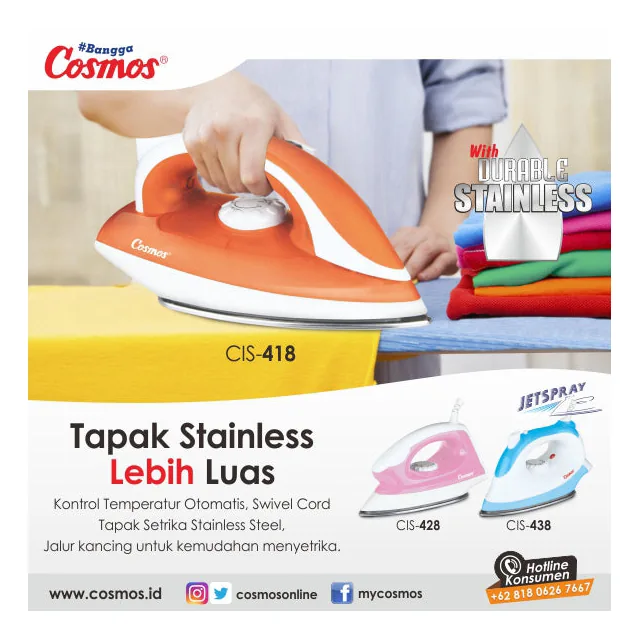 #Bangga
Cosmos®
With
DURABLE
STAINLESS
Cosmos®
CIS-418
JETSPRAY
Tapak Stainless
Lebih Luas
Kontrol Temperatur Otomatis, Swivel Cord
Tapak Setrika Stainless Steel,
Jalur kancing untuk kemudahan menyetrika.
Cosmos
Cosmos
CIS-428
CIS-438
www.cosmos.id
cosmosonline
mycosmos
Hotline
Konsumen
+62 818 0626 7667